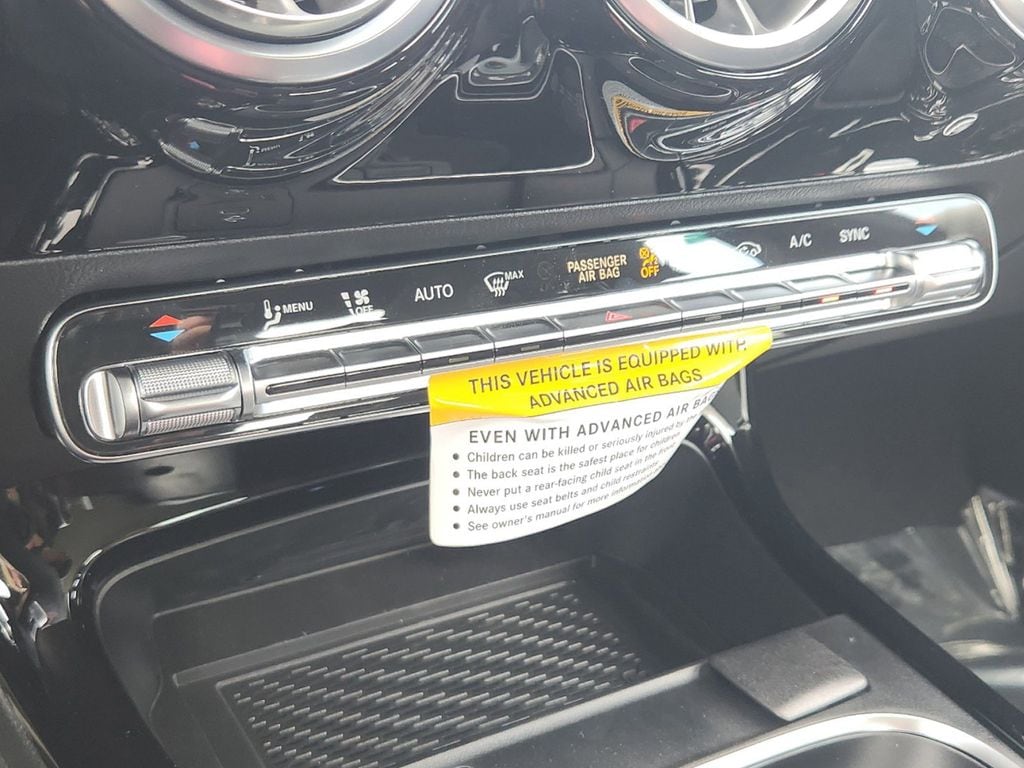 MENU
OFF
AUTO
MAX
PASSENGER
AIR BAG
OFF
A/C
SYNC
THIS VEHICLE IS EQUIPPED WITH
ADVANCED AIR BAGS
EVEN WITH ADVANCED AIR BAG
Children can be killed or seriously injured by the
The back seat is the safest place for children.
Never put a rear-facing child seat in the front
Always use seat belts and child restraints.
See owner's manual for more information